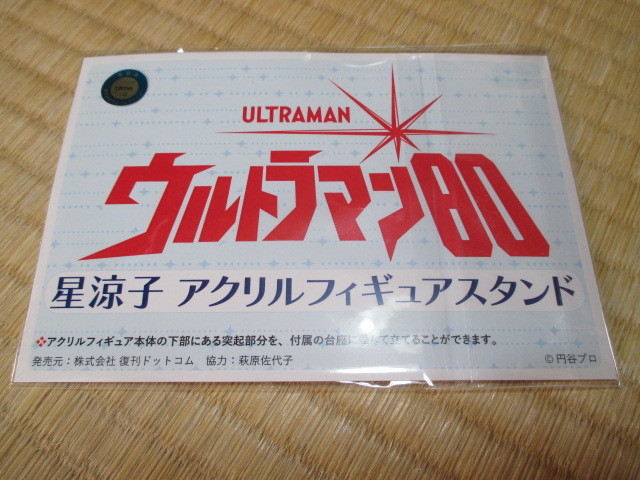 ULTRAMAN
ウルトラマン80
星涼子 アクリルフィギュアスタンド
❖アクリルフィギュア本体の下部にある突起部分を、付属の台座に挿して立てることができます。
発売元：株式会社 復刊ドットコム 協力：萩原佐代子
©円谷プロ